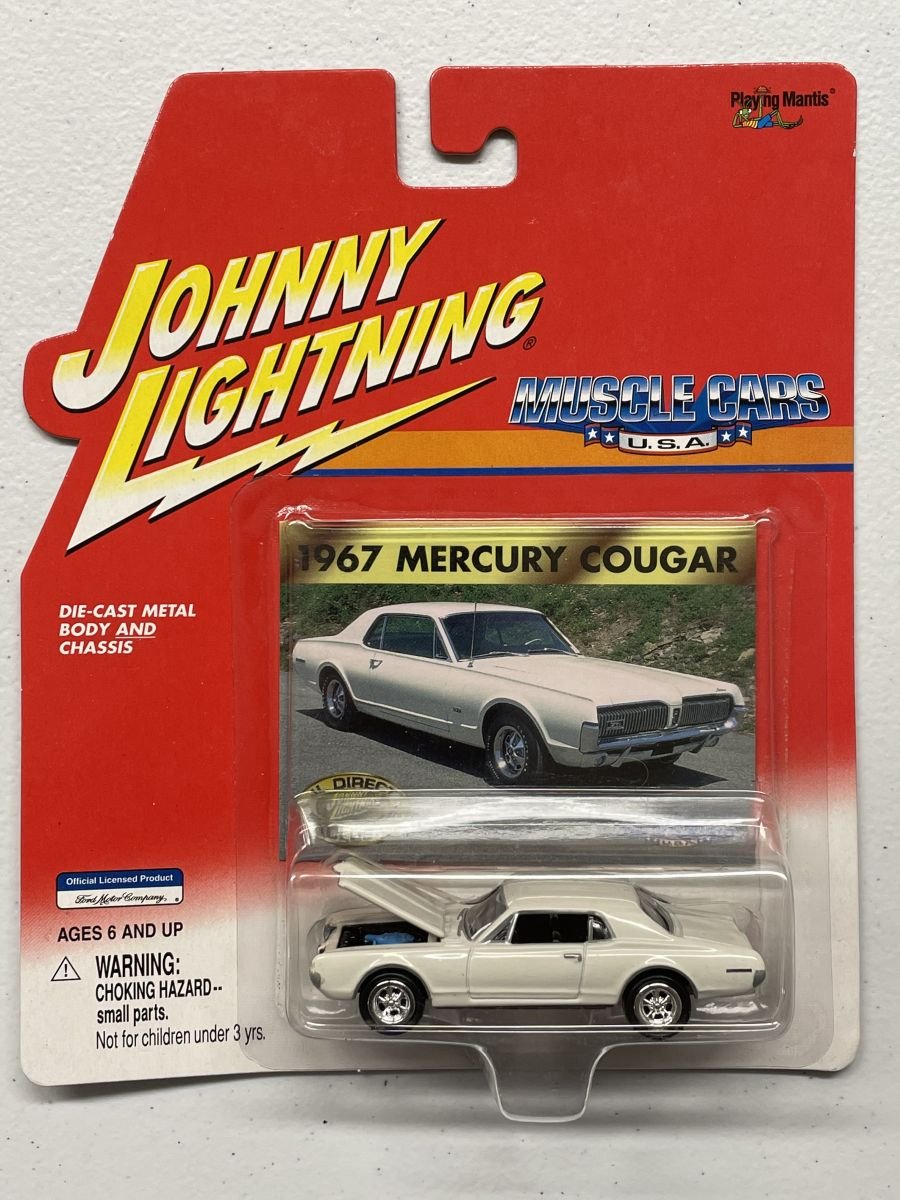 Playing Mantis®
JOHNNY
LIGHTNING®
MUSCLE CARS
U.S.A.
1967 MERCURY COUGAR
DIE-CAST METAL
BODY AND
CHASSIS
DIREC
Official Licensed Product
Ford Motor Company
AGES 6 AND UP
WARNING:
CHOKING HAZARD--
small parts.
Not for children under 3 yrs.